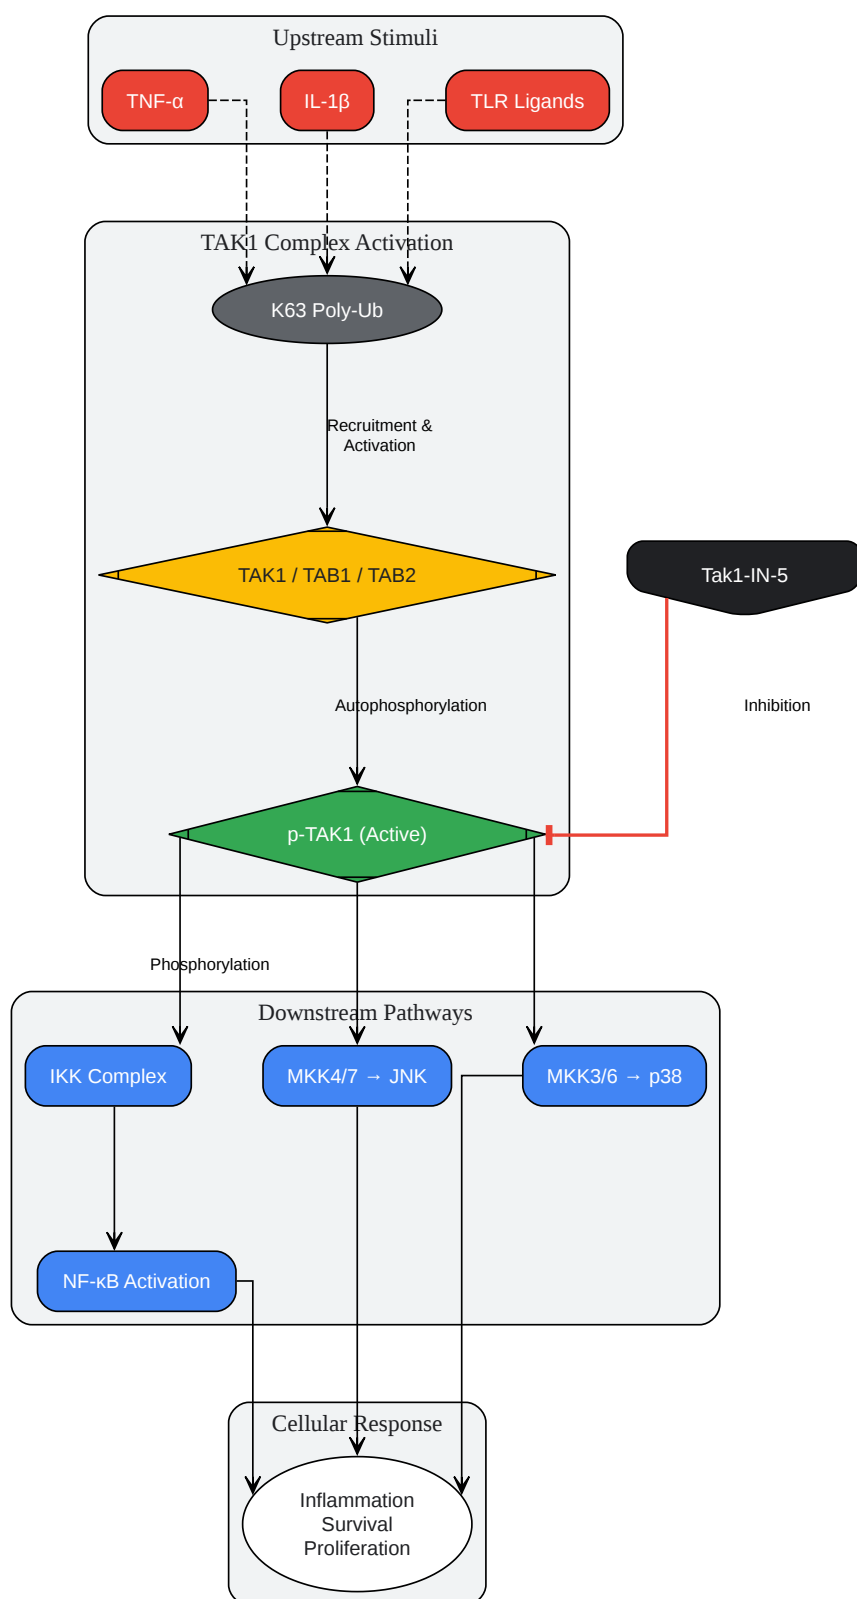 Upstream Stimuli
TNF-α
IL-1β
TLR Ligands
TAK1 Complex Activation
K63 Poly-Ub
Recruitment &
Activation
TAK1 / TAB1 / TAB2
Tak1-IN-5
Autophosphorylation
Inhibition
p-TAK1 (Active)
Phosphorylation
Downstream Pathways
IKK Complex
MKK4/7 → JNK
MKK3/6 → p38
NF-κB Activation
Cellular Response
Inflammation
Survival
Proliferation